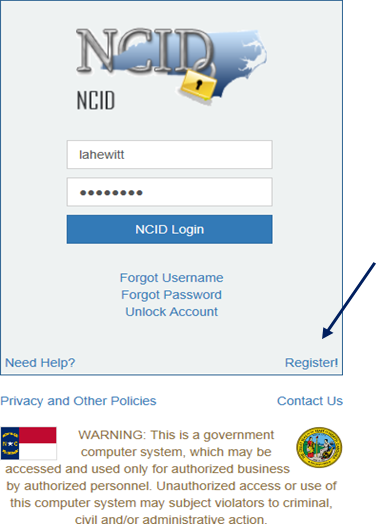 NCID
NCID
lahewitt
●●●●●●●●
NCID Login
Forgot Username
Forgot Password
Unlock Account
Need Help?
Register!
Privacy and Other Policies
Contact Us
N C
WARNING: This is a government
computer system, which may be
accessed and used only for authorized business
by authorized personnel. Unauthorized access or use of
this computer system may subject violators to criminal,
civil and/or administrative action.